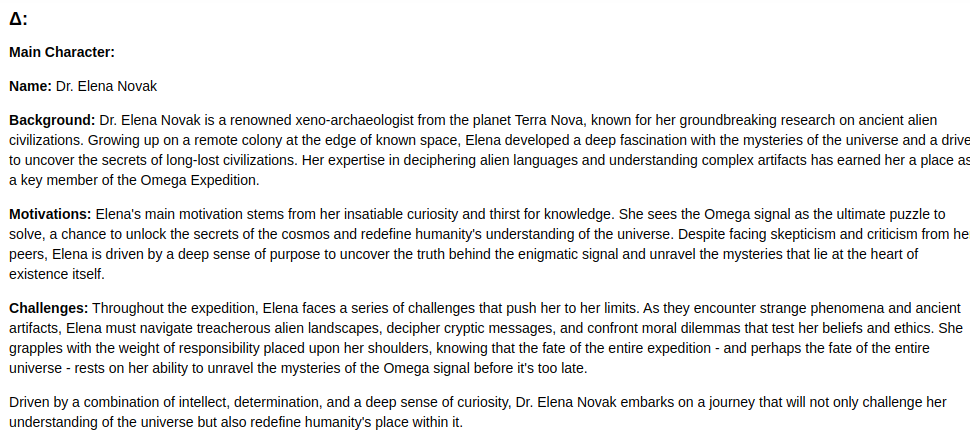 Δ:
Main Character:
Name: Dr. Elena Novak
Background: Dr. Elena Novak is a renowned xeno-archaeologist from the planet Terra Nova, known for her groundbreaking research on ancient alien
civilizations. Growing up on a remote colony at the edge of known space, Elena developed a deep fascination with the mysteries of the universe and a drive
to uncover the secrets of long-lost civilizations. Her expertise in deciphering alien languages and understanding complex artifacts has earned her a place as
a key member of the Omega Expedition.
Motivations: Elena's main motivation stems from her insatiable curiosity and thirst for knowledge. She sees the Omega signal as the ultimate puzzle to
solve, a chance to unlock the secrets of the cosmos and redefine humanity's understanding of the universe. Despite facing skepticism and criticism from he
peers, Elena is driven by a deep sense of purpose to uncover the truth behind the enigmatic signal and unravel the mysteries that lie at the heart of
existence itself.
Challenges: Throughout the expedition, Elena faces a series of challenges that push her to her limits. As they encounter strange phenomena and ancient
artifacts, Elena must navigate treacherous alien landscapes, decipher cryptic messages, and confront moral dilemmas that test her beliefs and ethics. She
grapples with the weight of responsibility placed upon her shoulders, knowing that the fate of the entire expedition - and perhaps the fate of the entire
universe - rests on her ability to unravel the mysteries of the Omega signal before it's too late.
Driven by a combination of intellect, determination, and a deep sense of curiosity, Dr. Elena Novak embarks on a journey that will not only challenge her
understanding of the universe but also redefine humanity's place within it.